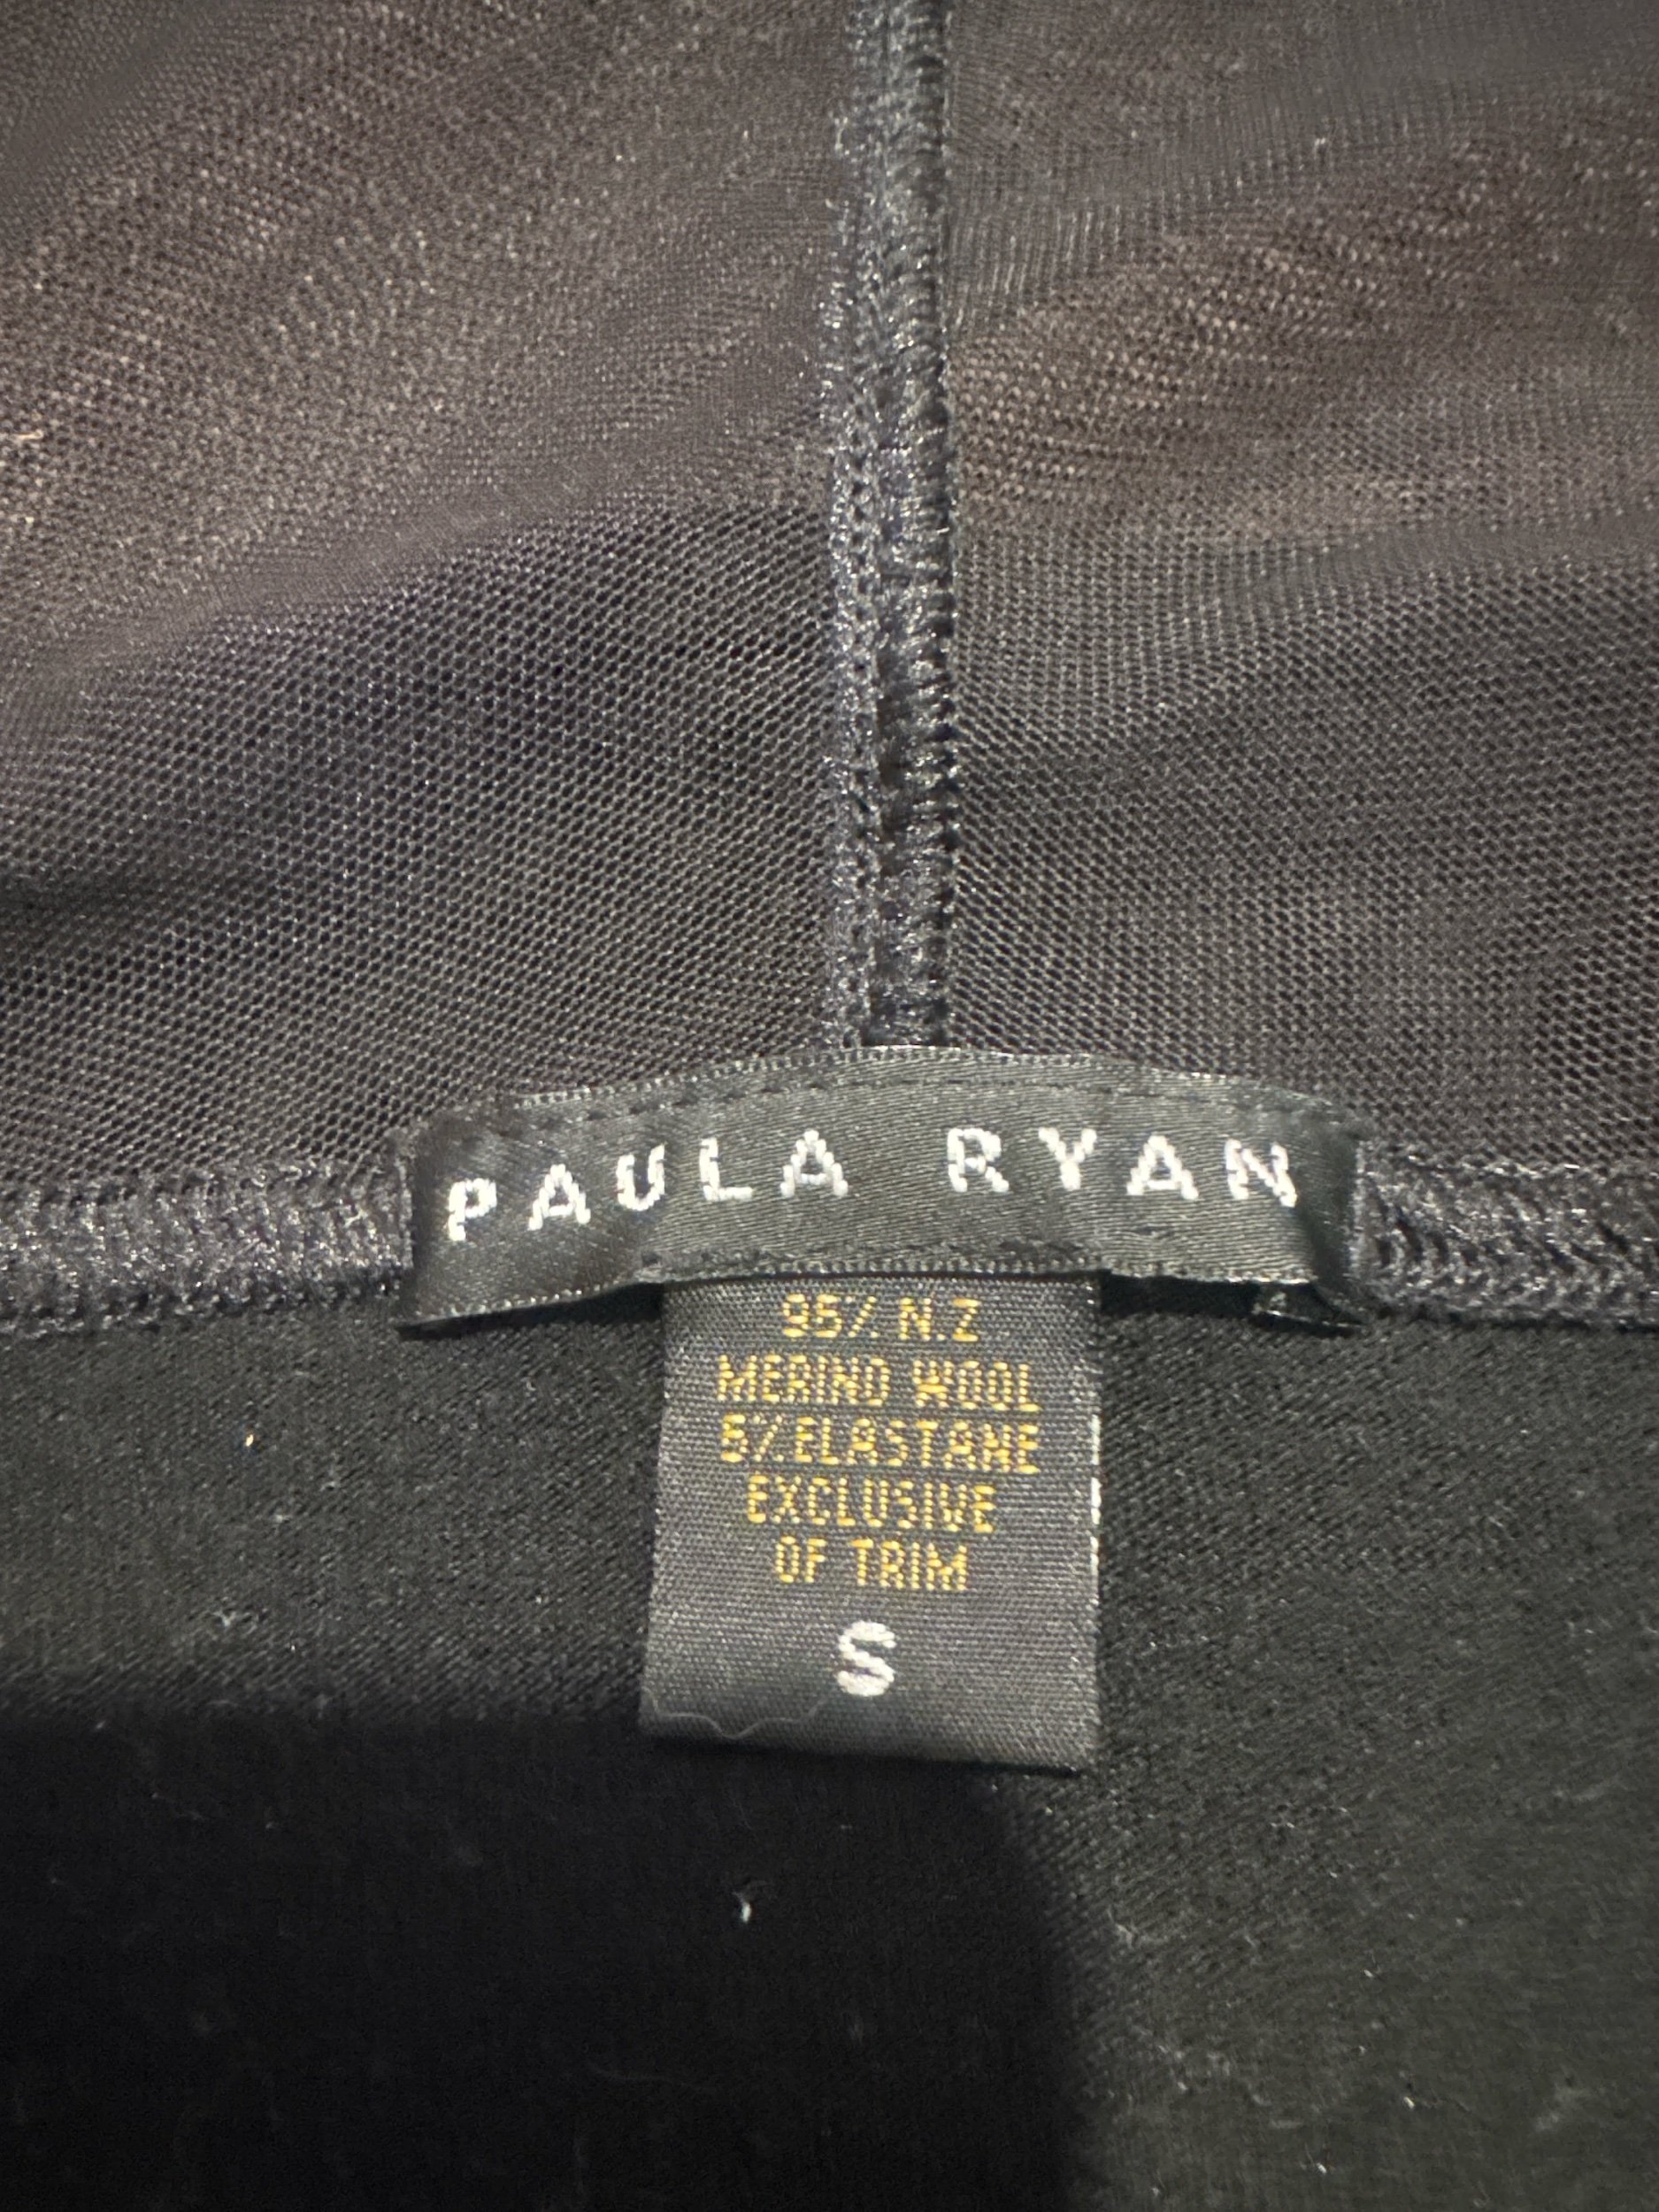 PAULA RYAN
95% N.Z
MERINO WOOL
5% ELASTANE
EXCLUSIVE
OF TRIM
S